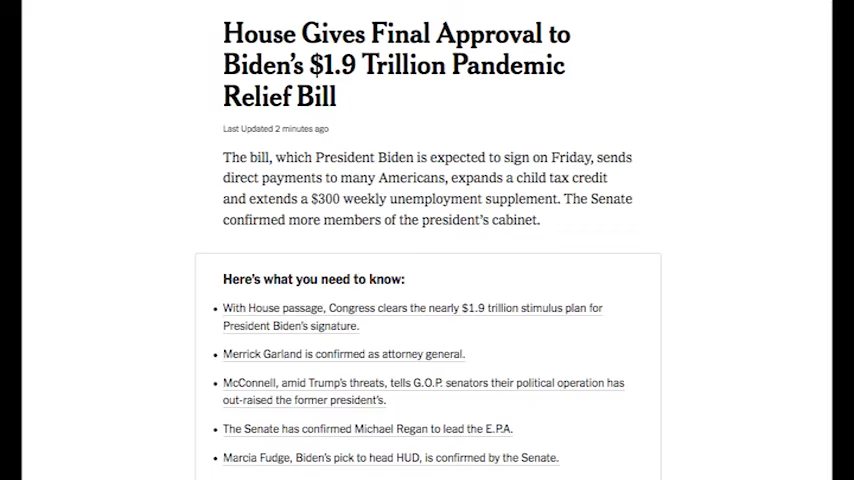 House Gives Final Approval to
Biden's $1.9 Trillion Pandemic
Relief Bill
Last Updated 2 minutes ago
The bill, which President Biden is expected to sign on Friday, sends
direct payments to many Americans, expands a child tax credit
and extends a $300 weekly unemployment supplement. The Senate
confirmed more members of the president's cabinet.
Here's what you need to know:
• With House passage, Congress clears the nearly $1.9 trillion stimulus plan for
President Biden's signature.
• Merrick Garland is confirmed as attorney general.
• McConnell, amid Trump's threats, tells G.O.P. senators their political operation has
out-raised the former president's.
• The Senate has confirmed Michael Regan to lead the E.P.A.
• Marcia Fudge, Biden's pick to head HUD, is confirmed by the Senate.